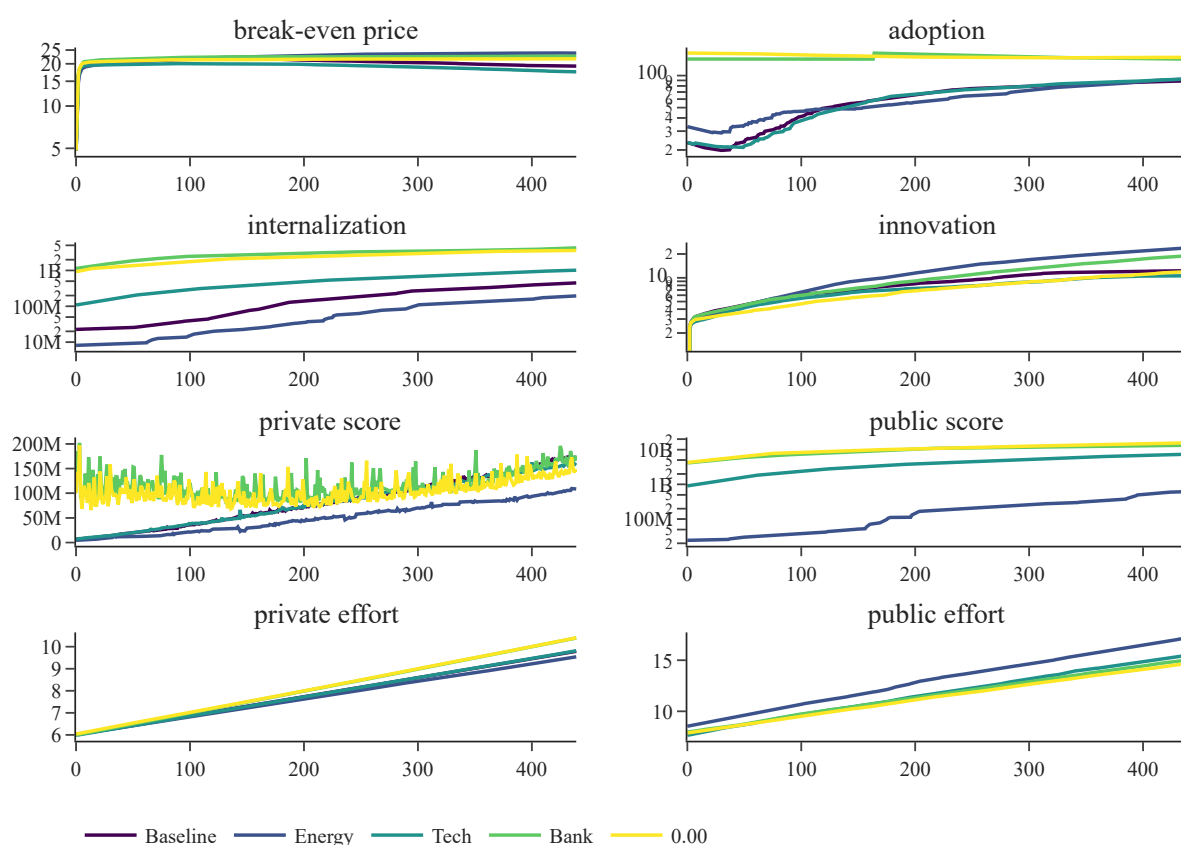 break-even price
adoption
25
20
15
10
5
0 100 200 300 400
100
9
8
6
5
4
3
2
0 100 200 300 400
internalization
innovation
5
2
1B
5
2
100M
5
2
10M
0 100 200 300 400
2
10
9
8
6
5
4
3
2
0 100 200 300 400
private score
public score
200M
150M
100M
50M
0
0 100 200 300 400
2
10B
5
2
1B
5
2
100M
5
2
0 100 200 300 400
private effort
public effort
10
9
8
7
6
0 100 200 300 400
15
10
0 100 200 300 400
Baseline Energy Tech Bank 0.00